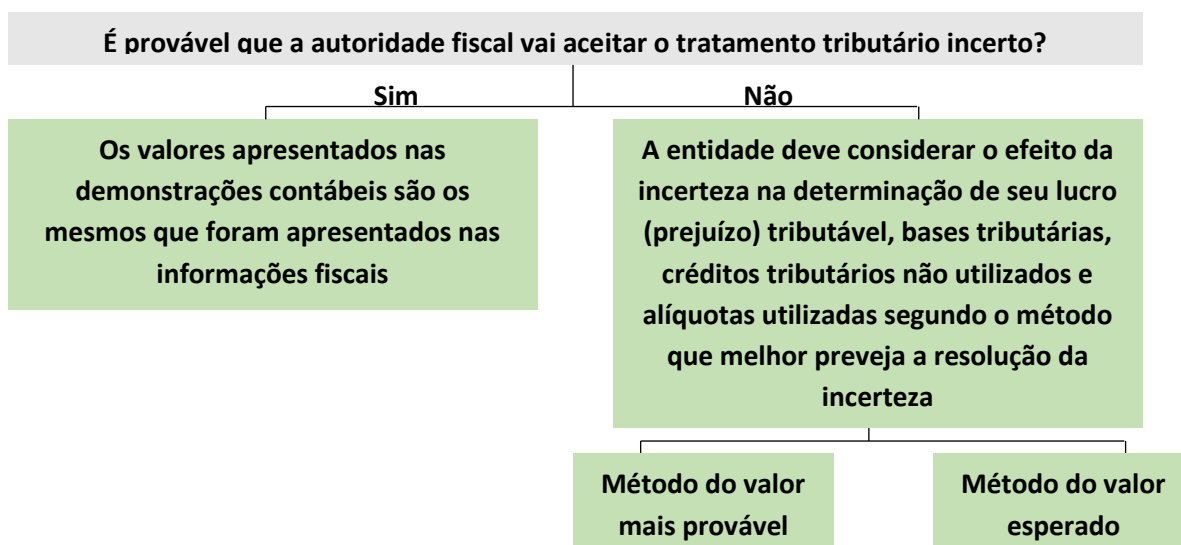 É provável que a autoridade fiscal vai aceitar o tratamento tributário incerto?
Sim
Não
Os valores apresentados nas
demonstrações contábeis são os
mesmos que foram apresentados nas
informações fiscais
A entidade deve considerar o efeito da
incerteza na determinação de seu lucro
(prejuízo) tributável, bases tributárias,
créditos tributários não utilizados e
alíquotas utilizadas segundo o método
que melhor preveja a resolução da
incerteza
Método do valor
mais provável
Método do valor
esperado